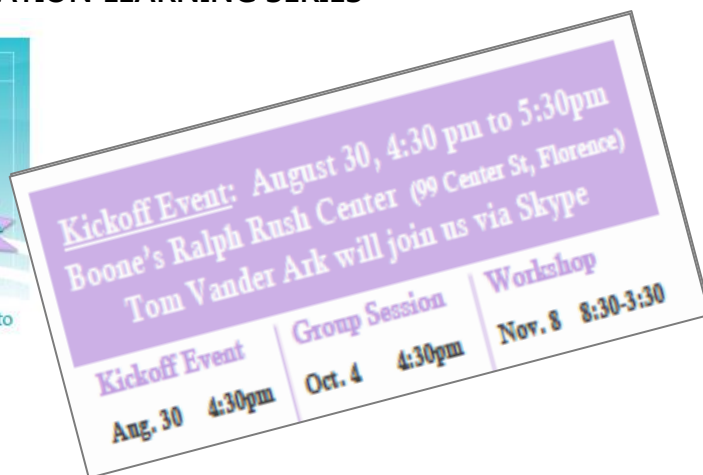 LEARNING SERIES
to
Kickoff Event: August 30, 4:30 pm to 5:30pm
Boone's Ralph Rush Center (99 Center St, Florence)
Tom Vander Ark will join us via Skype
Kickoff Event
Aug. 30 4:30pm
Group Session
Oct. 4 4:30pm
Workshop
Nov. 8 8:30-3:30